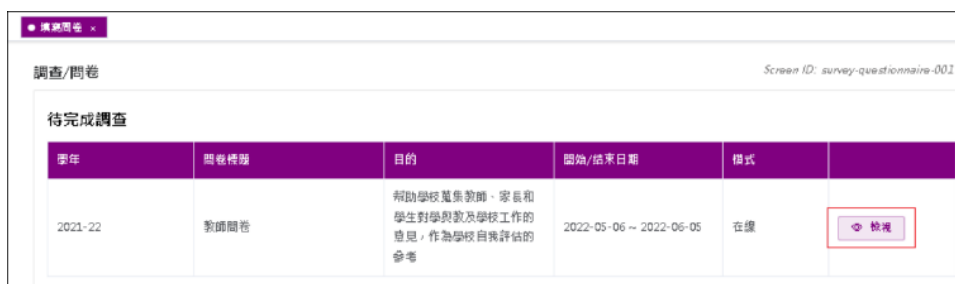 填寫問卷 ×
調查/問卷
Screen ID: survey-questionnaire-001
待完成調查
學年 問卷標題 目的 開始/結束日期 模式
幫助學校蒐集教師、家長和
學生對學與教及學校工作的
意見，作為學校自我評估的
參考
2021-22 教師問卷 2022-05-06 ~ 2022-06-05 在線 檢視